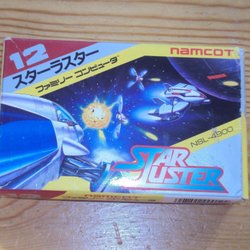 12
namcot
スターラスター
ファミリー コンピュータ
NSL-4900
STAR
LUSTER